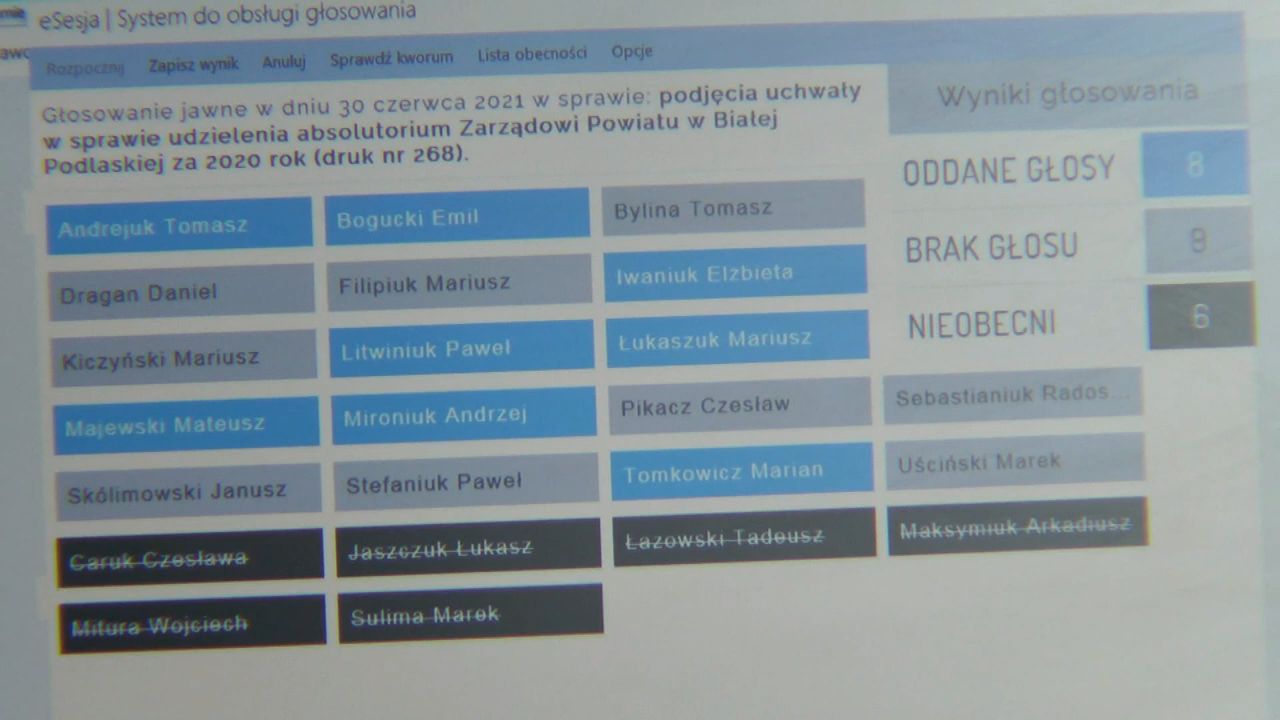 eSesja | System do obsługi głosowania
Rozpocznij Zapisz wynik Anuluj Sprawdź kworum Lista obecności Opcje
Głosowanie jawne w dniu 30 czerwca 2021 w sprawie: podjęcia uchwały
w sprawie udzielenia absolutorium Zarządowi Powiatu w Białej
Podlaskiej za 2020 rok (druk nr 268).
Wyniki głosowania
ODDANE GŁOSY 8
BRAK GŁOSU 9
NIEOBECNI 6
Andrejuk Tomasz Bogucki Emil Bylina Tomasz
Dragan Daniel Filipiuk Mariusz Iwaniuk Elżbieta
Kiczyński Mariusz Litwiniuk Paweł Łukaszuk Mariusz
Majewski Mateusz Mironiuk Andrzej Pikacz Czesław Sebastianiuk Rados...
Skólimowski Janusz Stefaniuk Paweł Tomkowicz Marian Uściński Marek
Caruk Czesława Jaszczuk Łukasz Łazowski Tadeusz Maksymiuk Arkadiusz
Mitura Wojciech Sulima Marek